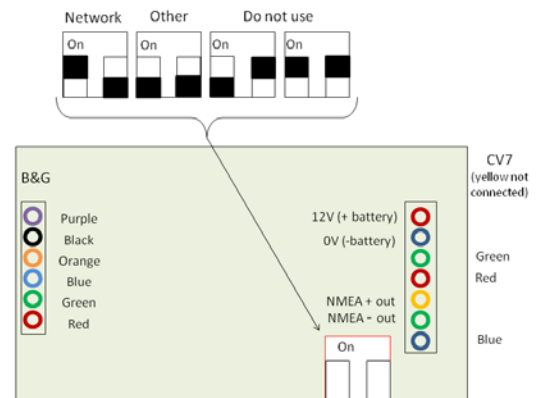 Network Other Do not use
On On On On
CV7
(yellow not
connected)
B&G
Purple
Black
Orange
Blue
Green
Red
12V (+ battery)
0V (-battery)
Green
Red
NMEA + out
NMEA - out
Blue
On